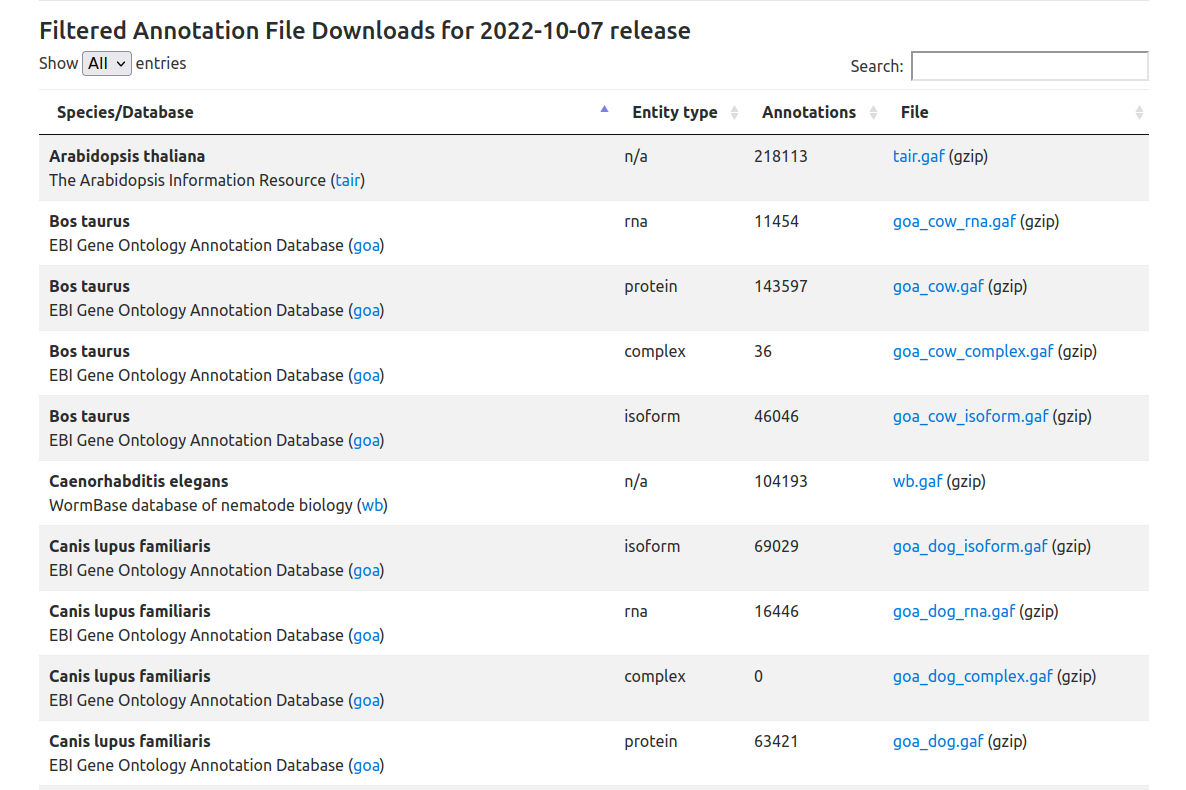 Filtered Annotation File Downloads for 2022-10-07 release
Show All entries
Search:
Species/Database Entity type Annotations File
Arabidopsis thaliana n/a 218113 tair.gaf (gzip)
The Arabidopsis Information Resource (tair)
Bos taurus rna 11454 goa_cow_rna.gaf (gzip)
EBI Gene Ontology Annotation Database (goa)
Bos taurus protein 143597 goa_cow.gaf (gzip)
EBI Gene Ontology Annotation Database (goa)
Bos taurus complex 36 goa_cow_complex.gaf (gzip)
EBI Gene Ontology Annotation Database (goa)
Bos taurus isoform 46046 goa_cow_isoform.gaf (gzip)
EBI Gene Ontology Annotation Database (goa)
Caenorhabditis elegans n/a 104193 wb.gaf (gzip)
WormBase database of nematode biology (wb)
Canis lupus familiaris isoform 69029 goa_dog_isoform.gaf (gzip)
EBI Gene Ontology Annotation Database (goa)
Canis lupus familiaris rna 16446 goa_dog_rna.gaf (gzip)
EBI Gene Ontology Annotation Database (goa)
Canis lupus familiaris complex 0 goa_dog_complex.gaf (gzip)
EBI Gene Ontology Annotation Database (goa)
Canis lupus familiaris protein 63421 goa_dog.gaf (gzip)
EBI Gene Ontology Annotation Database (goa)